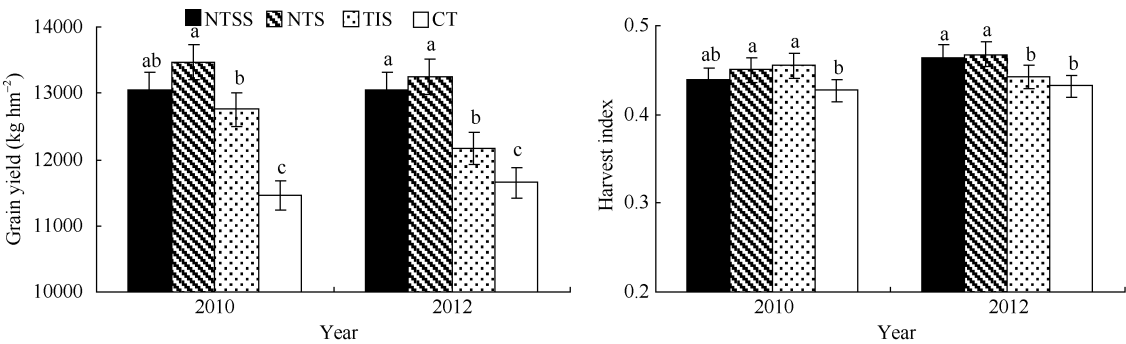 NTSS NTS TIS CT
Grain yield (kg hm⁻²)
14000
13000
12000
11000
10000
ab a b c
a a b c
2010 2012
Year
Harvest index
0.5
0.4
0.3
0.2
ab a a b
a a b b
2010 2012
Year